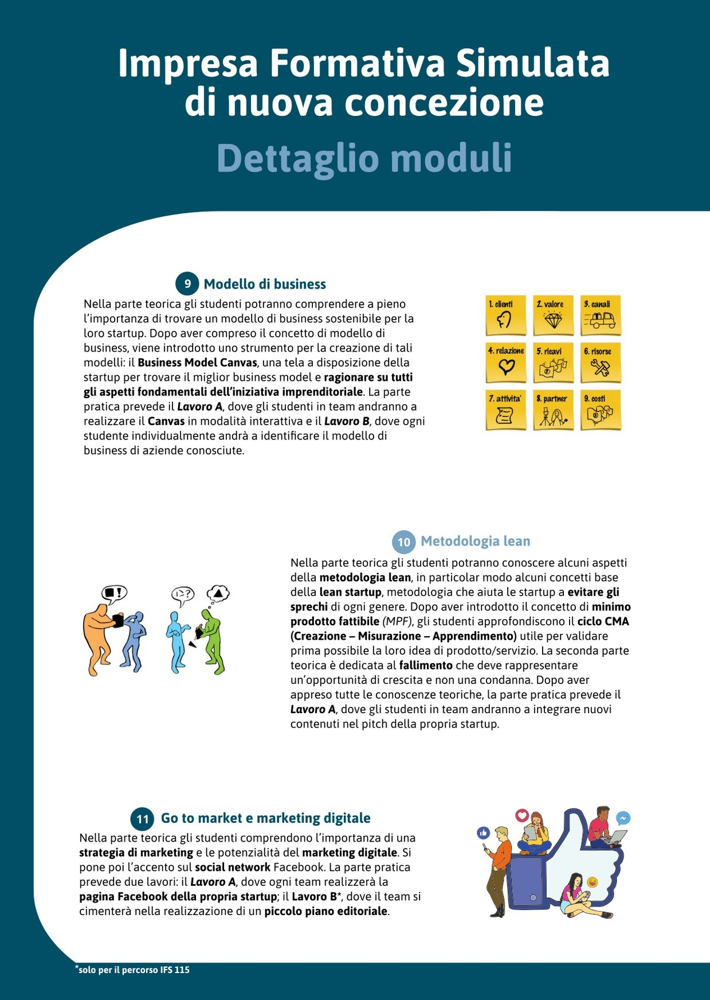 Impresa Formativa Simulata
di nuova concezione
Dettaglio moduli
9 Modello di business
Nella parte teorica gli studenti potranno comprendere a pieno
l’importanza di trovare un modello di business sostenibile per la
loro startup. Dopo aver compreso il concetto di modello di
business, viene introdotto uno strumento per la creazione di tali
modelli: il Business Model Canvas, una tela a disposizione della
startup per trovare il miglior business model e ragionare su tutti
gli aspetti fondamentali dell’iniziativa imprenditoriale. La parte
pratica prevede il Lavoro A, dove gli studenti in team andranno a
realizzare il Canvas in modalità interattiva e il Lavoro B, dove ogni
studente individualmente andrà a identificare il modello di
business di aziende conosciute.
1. clienti
2. valore
3. canali
4. relazione
5. ricavi
6. risorse
7. attivita'
8. partner
9. costi
10 Metodologia lean
Nella parte teorica gli studenti potranno conoscere alcuni aspetti
della metodologia lean, in particolar modo alcuni concetti base
della lean startup, metodologia che aiuta le startup a evitare gli
sprechi di ogni genere. Dopo aver introdotto il concetto di minimo
prodotto fattibile (MPF), gli studenti approfondiscono il ciclo CMA
(Creazione – Misurazione – Apprendimento) utile per validare
prima possibile la loro idea di prodotto/servizio. La seconda parte
teorica è dedicata al fallimento che deve rappresentare
un’opportunità di crescita e non una condanna. Dopo aver
appreso tutte le conoscenze teoriche, la parte pratica prevede il
Lavoro A, dove gli studenti in team andranno a integrare nuovi
contenuti nel pitch della propria startup.
11 Go to market e marketing digitale
Nella parte teorica gli studenti comprendono l’importanza di una
strategia di marketing e le potenzialità del marketing digitale. Si
pone poi l’accento sul social network Facebook. La parte pratica
prevede due lavori: il Lavoro A, dove ogni team realizzerà la
pagina Facebook della propria startup; il Lavoro B*, dove il team si
cimenterà nella realizzazione di un piccolo piano editoriale.
*solo per il percorso IFS 115